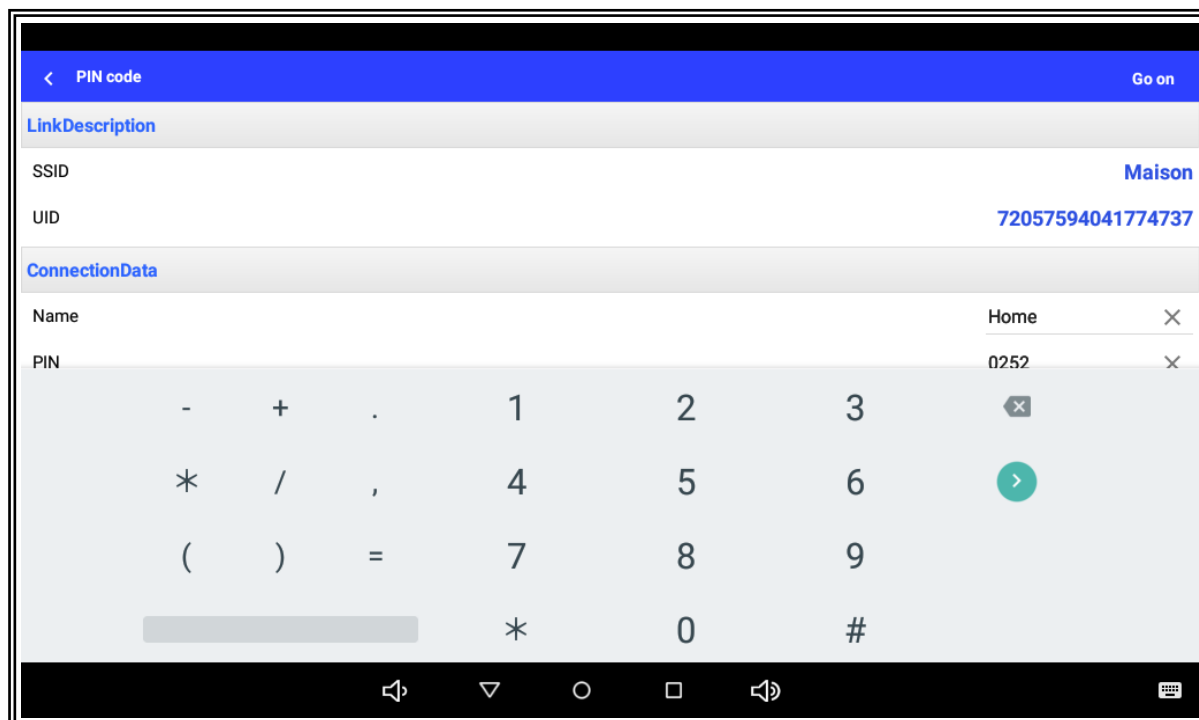 PIN code Go on
LinkDescription
SSID Maison
UID 72057594041774737
ConnectionData
Name Home
PIN 0252
- + . 1 2 3
* / , 4 5 6
( ) = 7 8 9
* 0 #